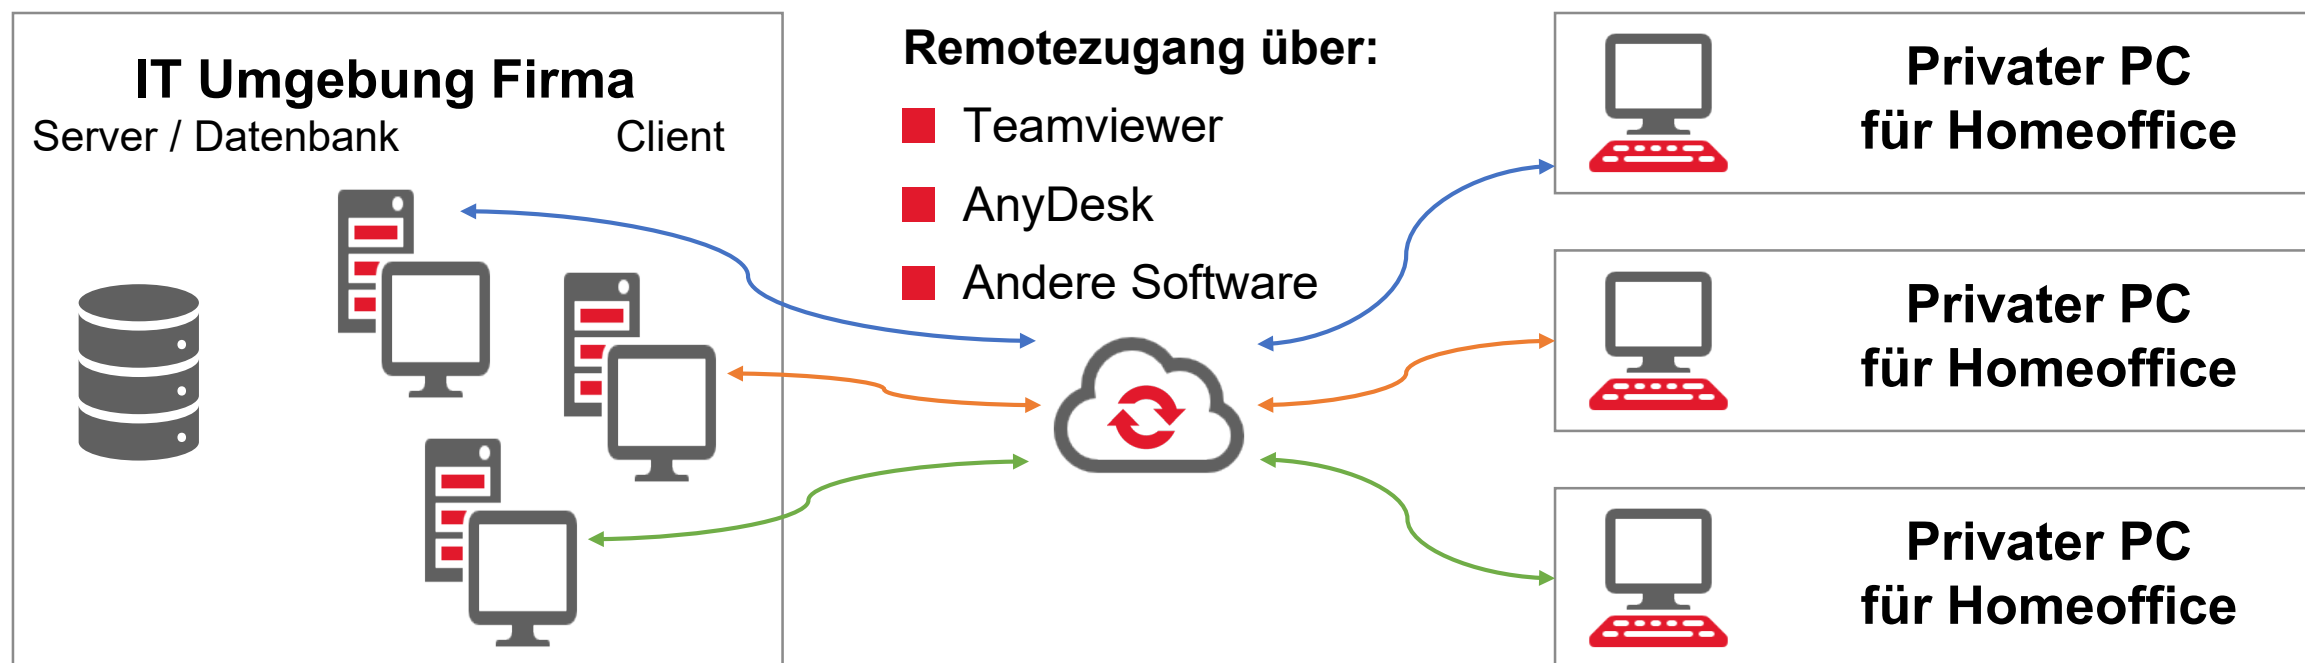 IT Umgebung Firma
Server / Datenbank
Client
Remotezugang über:
Teamviewer
AnyDesk
Andere Software
Privater PC
für Homeoffice
Privater PC
für Homeoffice
Privater PC
für Homeoffice